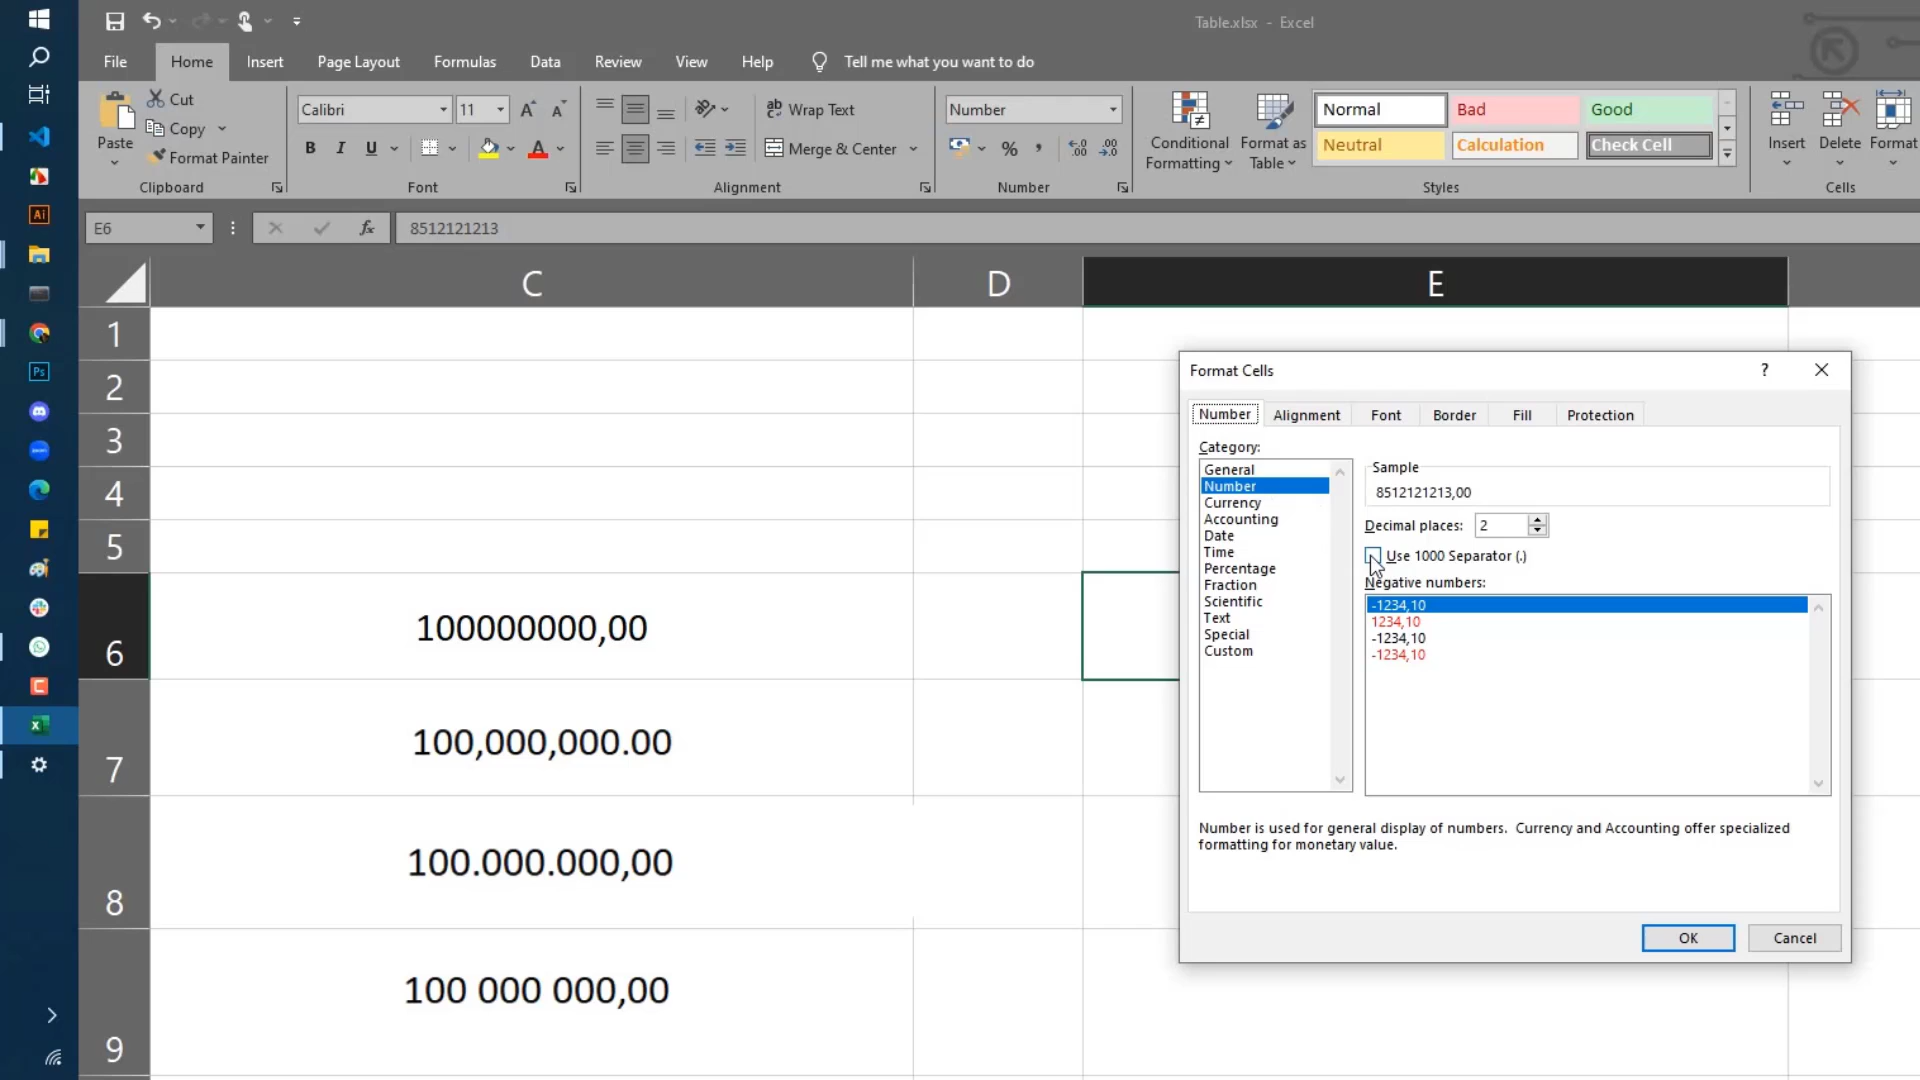 Table.xlsx - Excel
File Home Insert Page Layout Formulas Data Review View Help Tell me what you want to do
Paste
Cut
Copy
Format Painter
Clipboard
Calibri 11
B I U A
Font
Wrap Text
Merge & Center
Alignment
Number
%
Number
Conditional Formatting
Format as Table
Normal Bad Good
Neutral Calculation Check Cell
Styles
Insert Delete Format
Cells
E6 fx 8512121213
C D E
1
2
3
4
5
6 100000000,00
7 100,000,000.00
8 100.000.000,00
9 100 000 000,00
Format Cells ?
Number Alignment Font Border Fill Protection
Category:
General
Number
Currency
Accounting
Date
Time
Percentage
Fraction
Scientific
Text
Special
Custom
Sample
8512121213,00
Decimal places: 2
Use 1000 Separator (.)
Negative numbers:
-1234,10
1234,10
-1234,10
-1234,10
Number is used for general display of numbers. Currency and Accounting offer specialized
formatting for monetary value.
OK Cancel
Ai
Ps